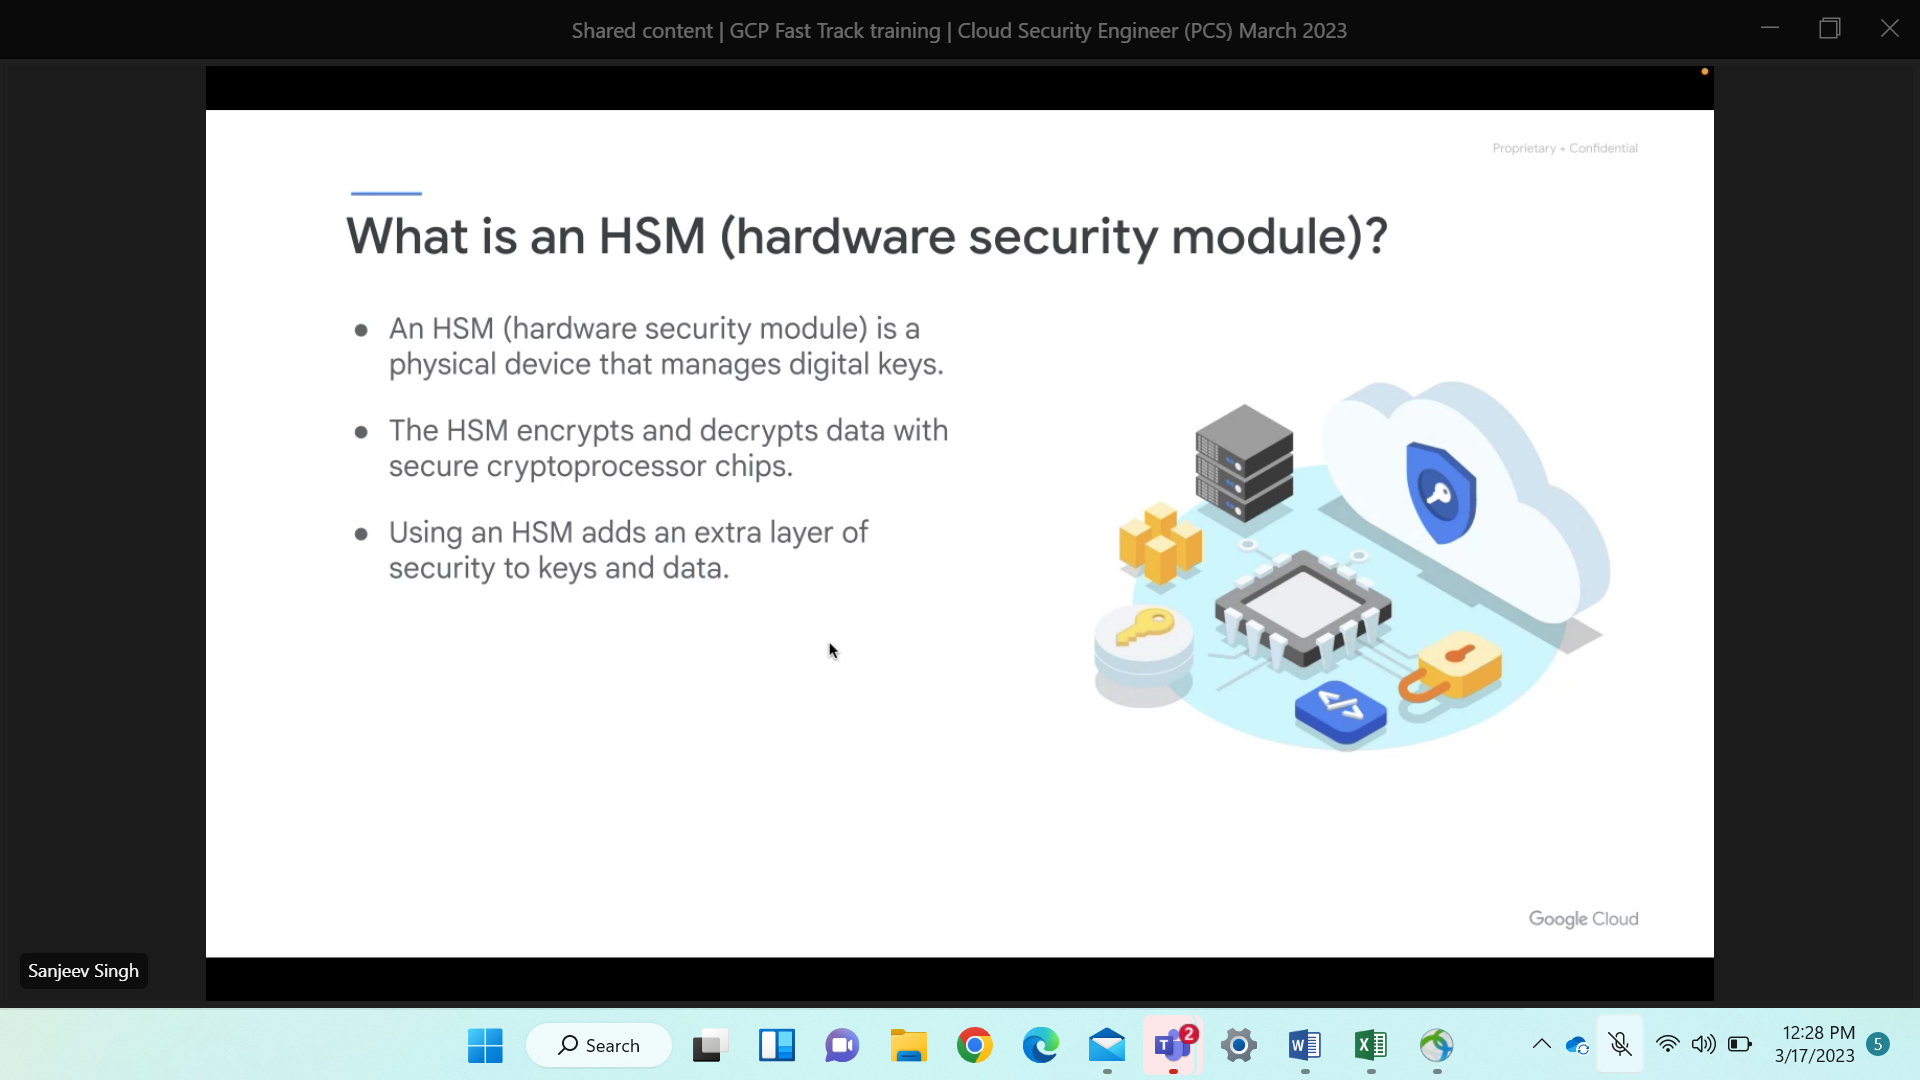 Shared content | GCP Fast Track training | Cloud Security Engineer (PCS) March 2023
Proprietary + Confidential
What is an HSM (hardware security module)?
● An HSM (hardware security module) is a
physical device that manages digital keys.
● The HSM encrypts and decrypts data with
secure cryptoprocessor chips.
● Using an HSM adds an extra layer of
security to keys and data.
</>
Google Cloud
Sanjeev Singh
Search
T
2
W
X
12:28 PM
3/17/2023
5